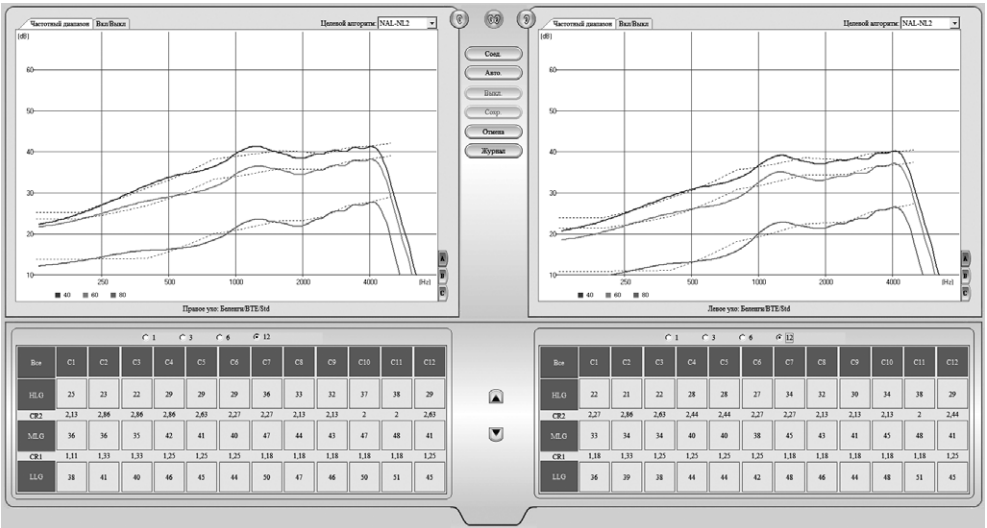 Частотный диапазон Вкл/Выкл Целевой алгоритм: NAL-NL2
[dB]
60
50
40
30
20
10
250 500 1000 2000 4000 [Hz]
40 60 80
A
B
C
Правое ухо: Беленги/BTE/Std
? GO ?
Соед.
Авто.
Выкл.
Сохр
Отмена
Журнал
Частотный диапазон Вкл/Выкл Целевой алгоритм: NAL-NL2
[dB]
60
50
40
30
20
10
250 500 1000 2000 4000 [Hz]
40 60 80
A
B
C
Левое ухо: Беленги/BTE/Std
1 3 6 12
Все C1 C2 C3 C4 C5 C6 C7 C8 C9 C10 C11 C12
HLG 25 23 22 29 29 29 36 33 32 37 38 29
CR2 2,13 2,86 2,86 2,86 2,63 2,27 2,27 2,13 2,13 2 2 2,63
MLG 36 36 35 42 41 40 47 44 43 47 48 41
CR1 1,11 1,33 1,33 1,25 1,25 1,25 1,18 1,18 1,18 1,18 1,18 1,25
LLG 38 41 40 46 45 44 50 47 46 50 51 45
1 3 6 12
Все C1 C2 C3 C4 C5 C6 C7 C8 C9 C10 C11 C12
HLG 22 21 22 28 28 27 34 32 30 34 38 29
CR2 2,27 2,86 2,63 2,44 2,44 2,27 2,27 2,13 2,13 2,13 2 2,44
MLG 33 34 34 40 40 38 45 43 41 45 48 41
CR1 1,18 1,33 1,25 1,25 1,25 1,25 1,18 1,18 1,18 1,18 1,18 1,25
LLG 36 39 38 44 44 42 48 46 44 48 51 45